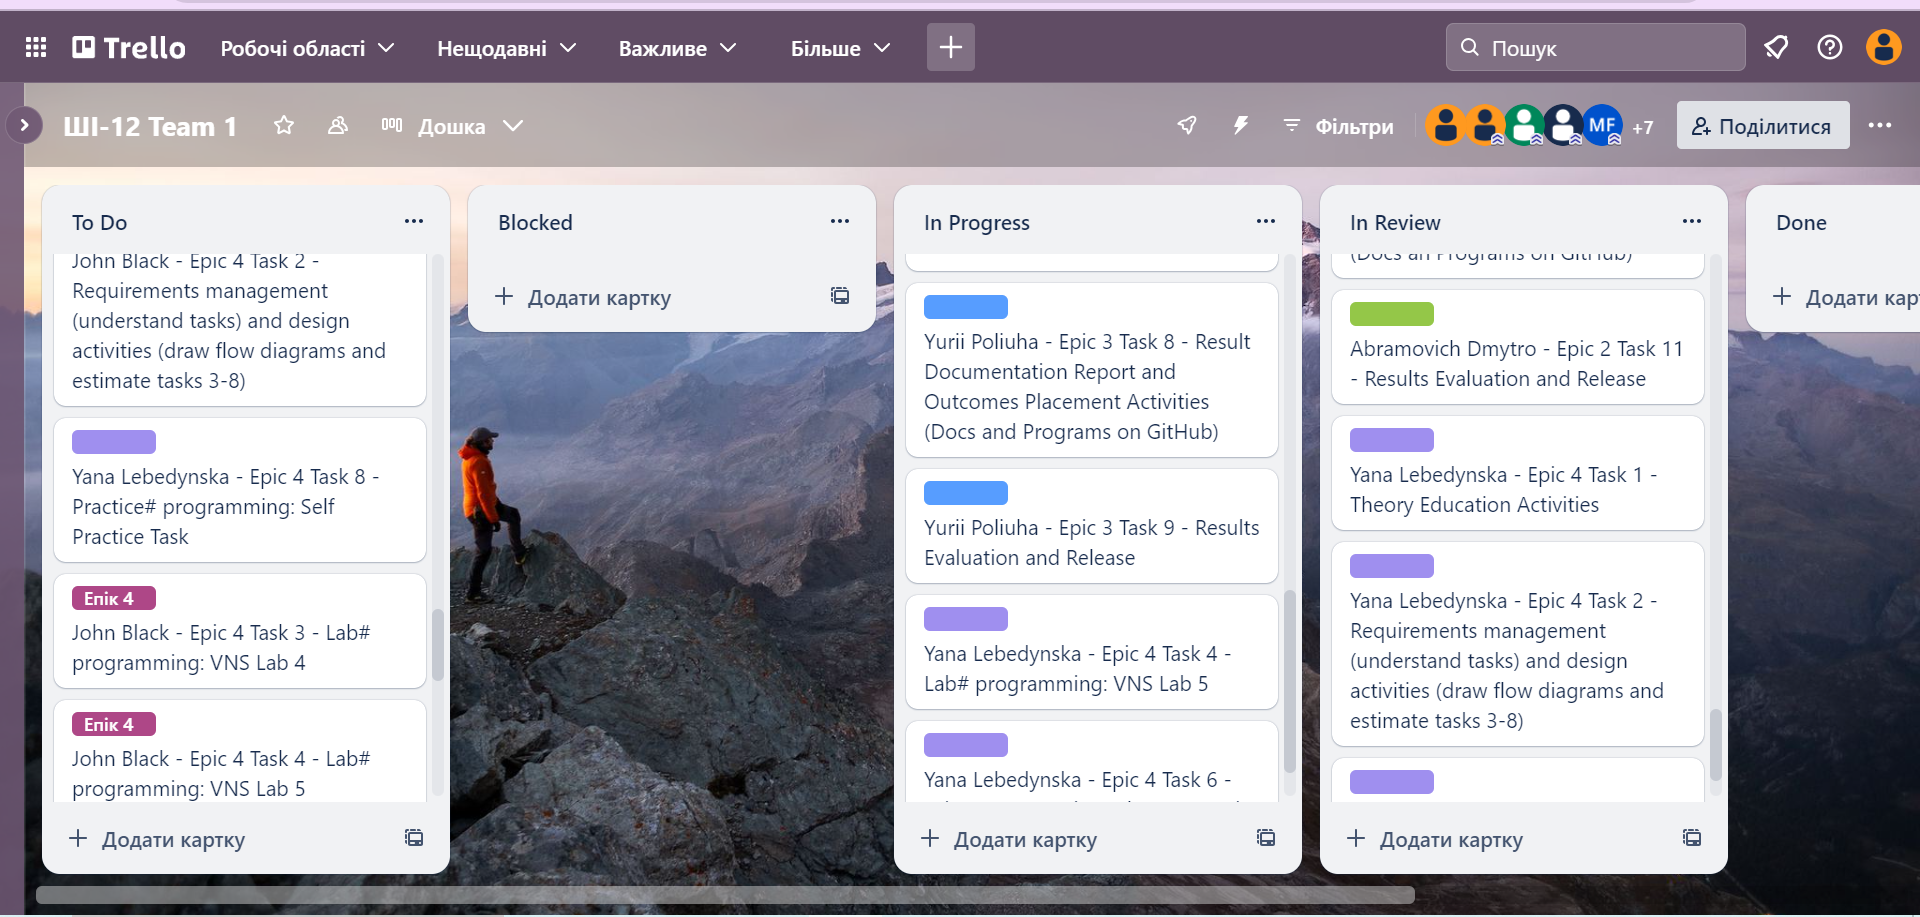 Trello
Робочі області
Нещодавні
Важливе
Більше
Пошук
ШІ-12 Team 1
Дошка
Фільтри
MF
+7
Поділитися
To Do
John Black - Epic 4 Task 2 -
Requirements management
(understand tasks) and design
activities (draw flow diagrams and
estimate tasks 3-8)
Yana Lebedynska - Epic 4 Task 8 -
Practice# programming: Self
Practice Task
Епік 4
John Black - Epic 4 Task 3 - Lab#
programming: VNS Lab 4
Епік 4
John Black - Epic 4 Task 4 - Lab#
programming: VNS Lab 5
Додати картку
Blocked
Додати картку
In Progress
Yurii Poliuha - Epic 3 Task 8 - Result
Documentation Report and
Outcomes Placement Activities
(Docs and Programs on GitHub)
Yurii Poliuha - Epic 3 Task 9 - Results
Evaluation and Release
Yana Lebedynska - Epic 4 Task 4 -
Lab# programming: VNS Lab 5
Yana Lebedynska - Epic 4 Task 6 -
Додати картку
In Review
(Docs an Programs on GitHub)
Abramovich Dmytro - Epic 2 Task 11
- Results Evaluation and Release
Yana Lebedynska - Epic 4 Task 1 -
Theory Education Activities
Yana Lebedynska - Epic 4 Task 2 -
Requirements management
(understand tasks) and design
activities (draw flow diagrams and
estimate tasks 3-8)
Додати картку
Done
Додати кар